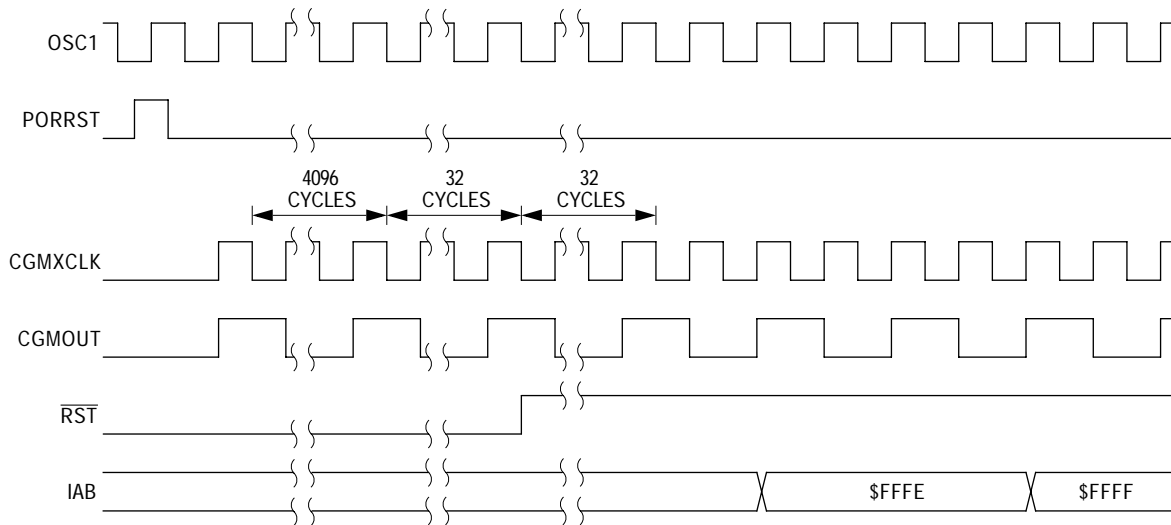 OSC1
PORRST
4096
CYCLES
32
CYCLES
32
CYCLES
CGMXCLK
CGMOUT
RST
IAB
$FFFE
$FFFF